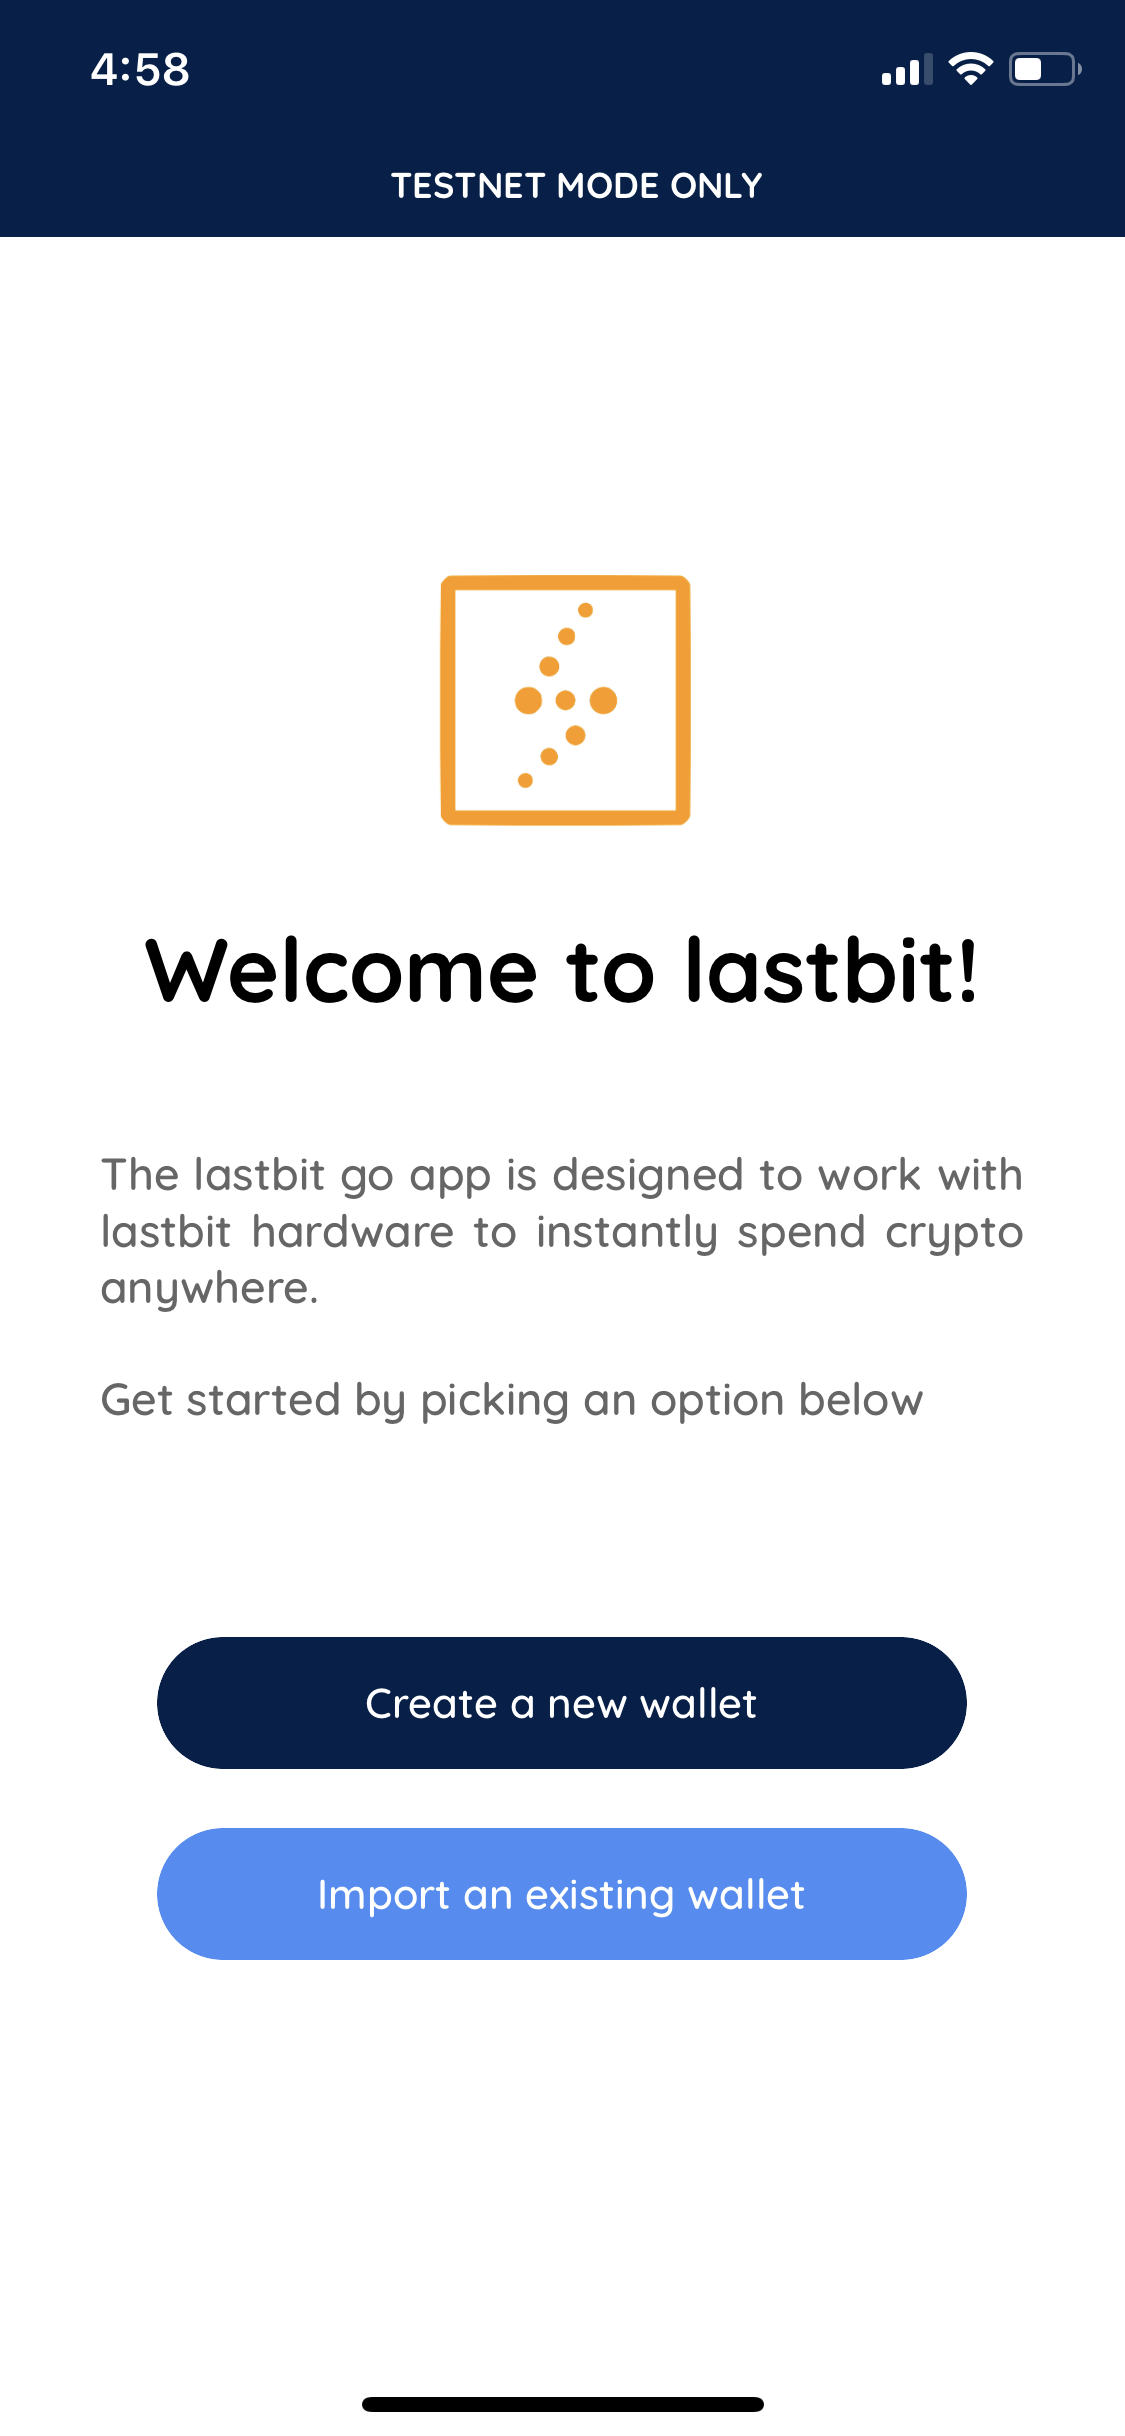 4:58
TESTNET MODE ONLY
Welcome to lastbit!
The lastbit go app is designed to work with
lastbit hardware to instantly spend crypto
anywhere.
Get started by picking an option below
Create a new wallet
Import an existing wallet